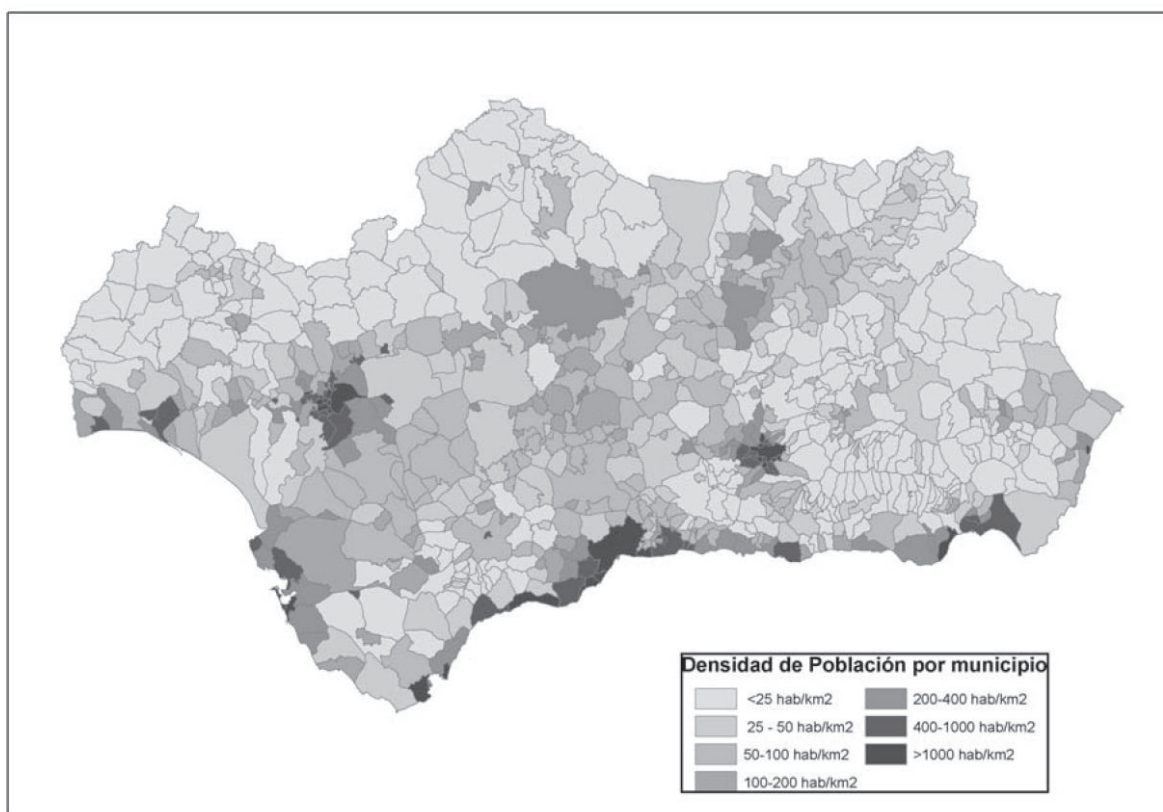 Densidad de Población por municipio
<25 hab/km2
25 - 50 hab/km2
50-100 hab/km2
100-200 hab/km2
200-400 hab/km2
400-1000 hab/km2
>1000 hab/km2